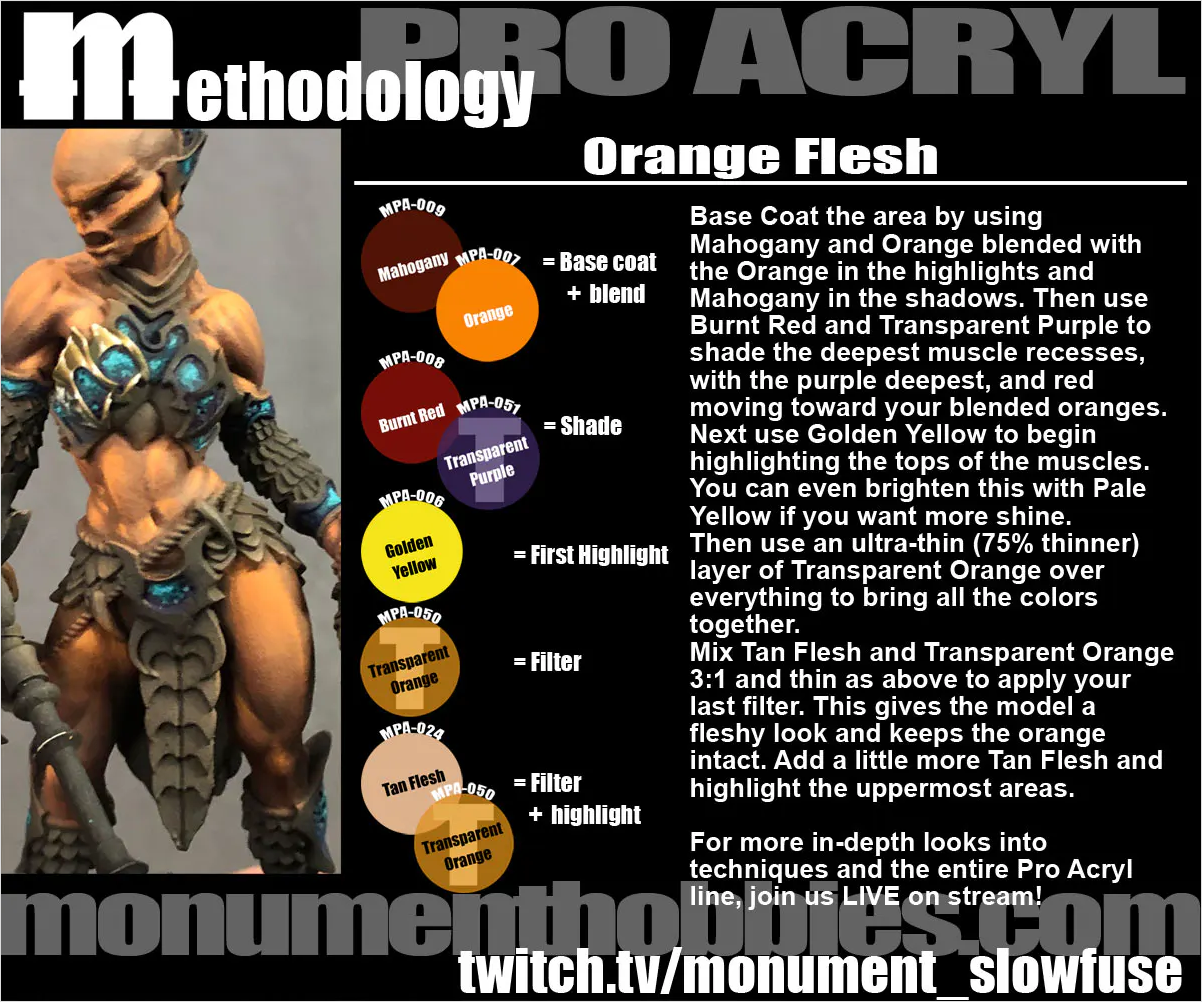 PRO ACRYL
Methodology
Orange Flesh
MPA-009
Mahogany
MPA-007
Orange
= Base coat
+ blend
MPA-008
Burnt Red
MPA-051
T
Transparent
Purple
= Shade
MPA-006
Golden
Yellow
= First Highlight
MPA-050
T
Transparent
Orange
= Filter
MPA-024
Tan Flesh
MPA-050
T
Transparent
Orange
= Filter
+ highlight
Base Coat the area by using
Mahogany and Orange blended with
the Orange in the highlights and
Mahogany in the shadows. Then use
Burnt Red and Transparent Purple to
shade the deepest muscle recesses,
with the purple deepest, and red
moving toward your blended oranges.
Next use Golden Yellow to begin
highlighting the tops of the muscles.
You can even brighten this with Pale
Yellow if you want more shine.
Then use an ultra-thin (75% thinner)
layer of Transparent Orange over
everything to bring all the colors
together.
Mix Tan Flesh and Transparent Orange
3:1 and thin as above to apply your
last filter. This gives the model a
fleshy look and keeps the orange
intact. Add a little more Tan Flesh and
highlight the uppermost areas.
For more in-depth looks into
techniques and the entire Pro Acryl
line, join us LIVE on stream!
monumenthobbies.com
twitch.tv/monument_slowfuse